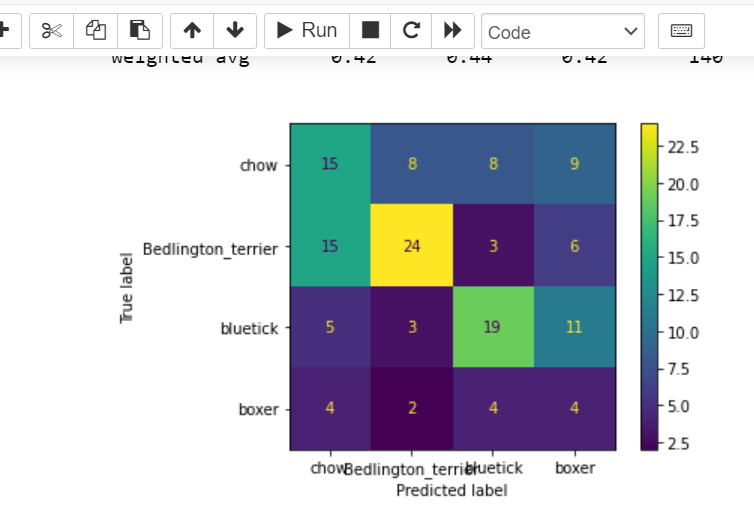 Run Code
weighted avg 0.42 0.44 0.42 140
chow 15 8 8 9
Bedlington_terrier 15 24 3 6
bluetick 5 3 19 11
boxer 4 2 4 4
True label
chow Bedlington_terrier bluetick boxer
Predicted label
22.5
20.0
17.5
15.0
12.5
10.0
7.5
5.0
2.5